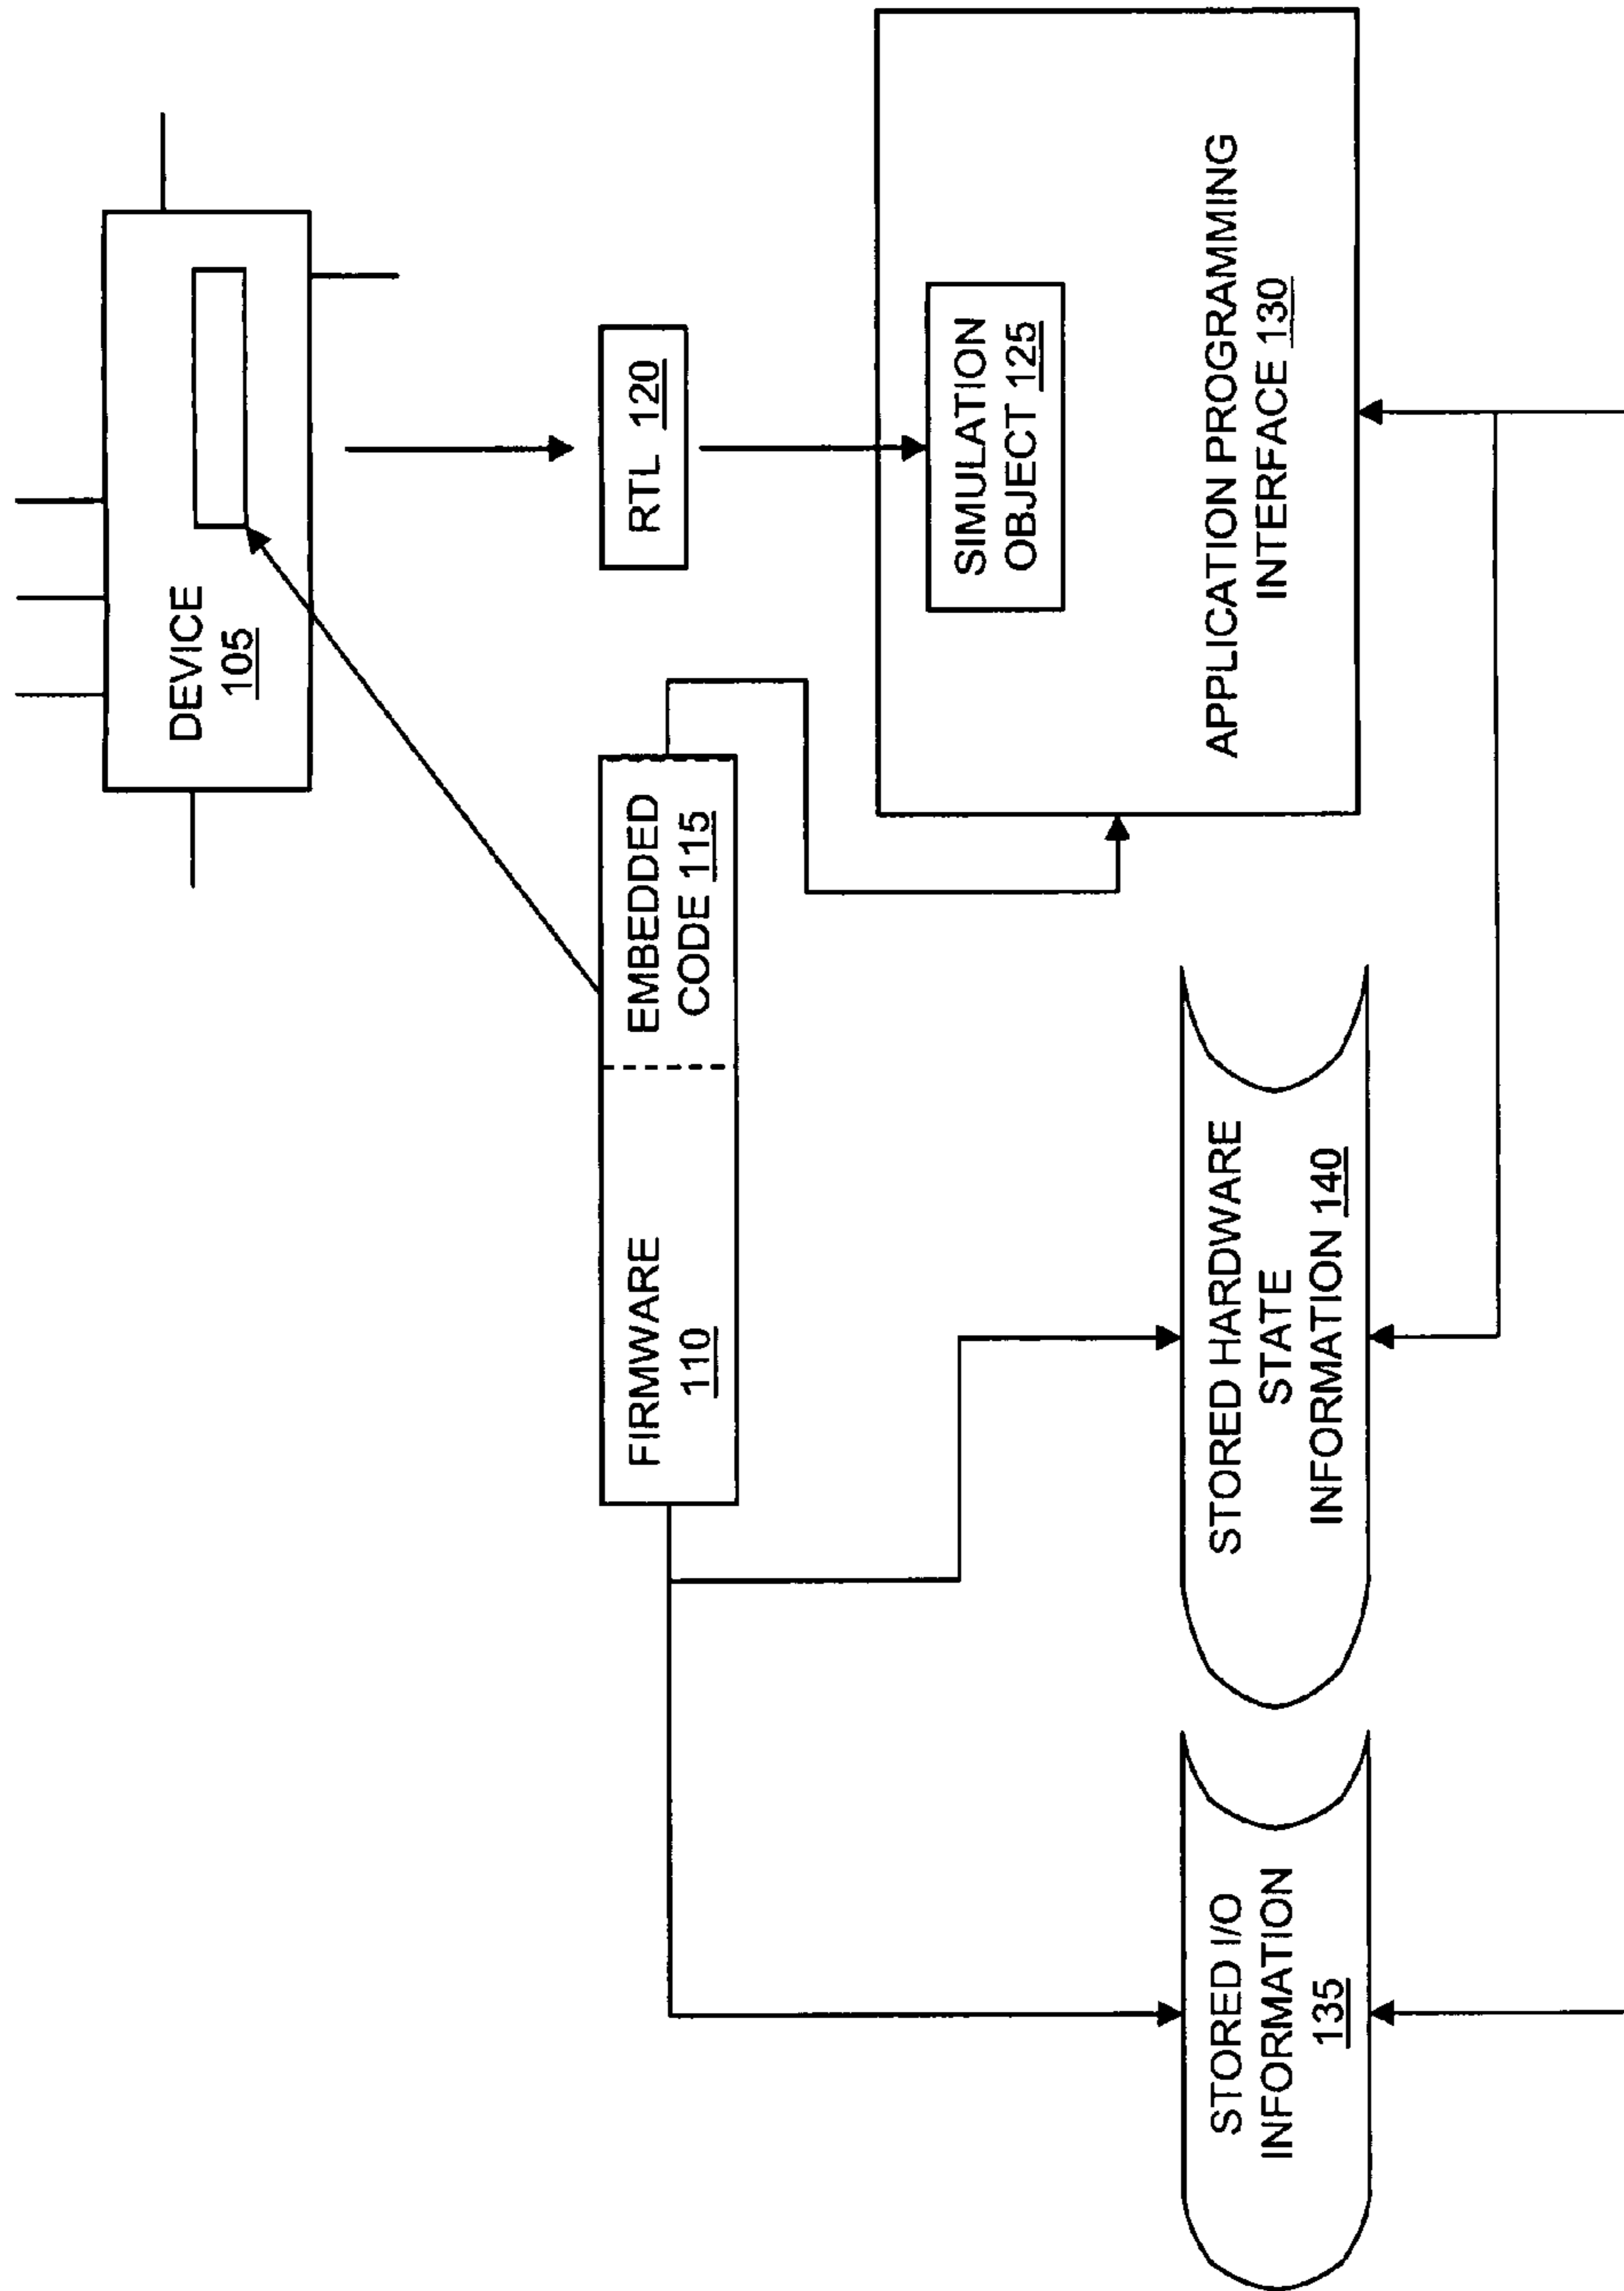 DEVICE
105
FIRMWARE
110
EMBEDDED
CODE 115
RTL 120
SIMULATION
OBJECT 125
APPLICATION PROGRAMMING
INTERFACE 130
STORED I/O
INFORMATION
135
STORED HARDWARE
STATE
INFORMATION 140